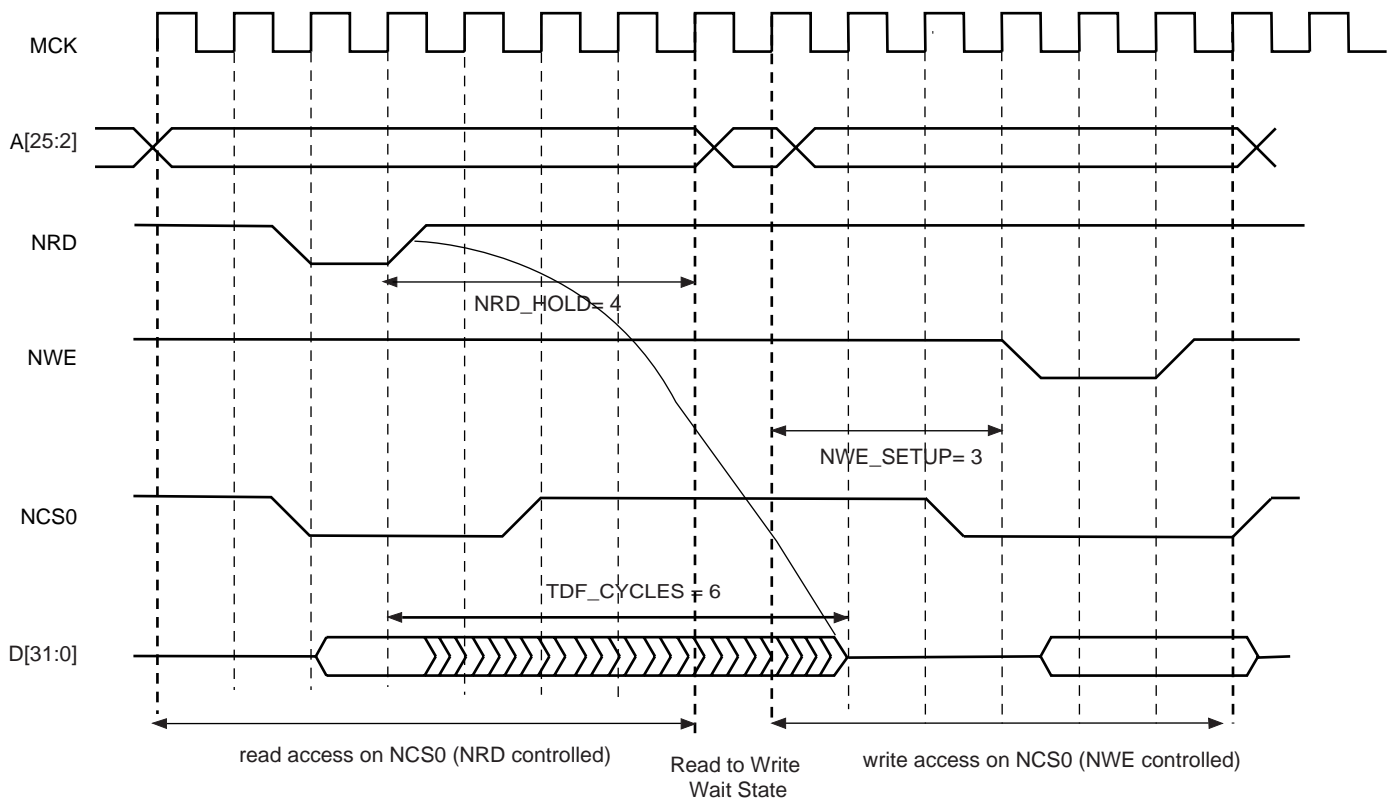 MCK
A[25:2]
NRD
NRD_HOLD= 4
NWE
NWE_SETUP= 3
NCS0
TDF_CYCLES = 6
D[31:0]
read access on NCS0 (NRD controlled)
Read to Write
Wait State
write access on NCS0 (NWE controlled)